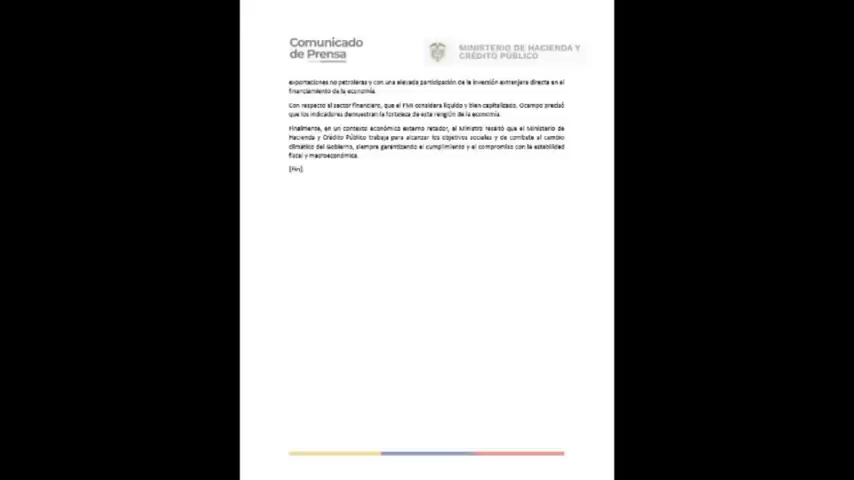 Comunicado
de Prensa
MINISTERIO DE HACIENDA Y
CRÉDITO PÚBLICO
exportaciones no petroleras y con una elevada participación de la inversión extranjera directa en el
financiamiento de la economía.
Con respecto al sector financiero, que el FMI considera líquido y bien capitalizado, Ocampo precisó
que los indicadores demuestran la fortaleza de este renglón de la economía.
Finalmente, en un contexto económico externo retador, el Ministro resaltó que el Ministerio de
Hacienda y Crédito Público trabaja para alcanzar los objetivos sociales y de combate al cambio
climático del Gobierno, siempre garantizando el cumplimiento y el compromiso con la estabilidad
fiscal y macroeconómica.
[Fin].